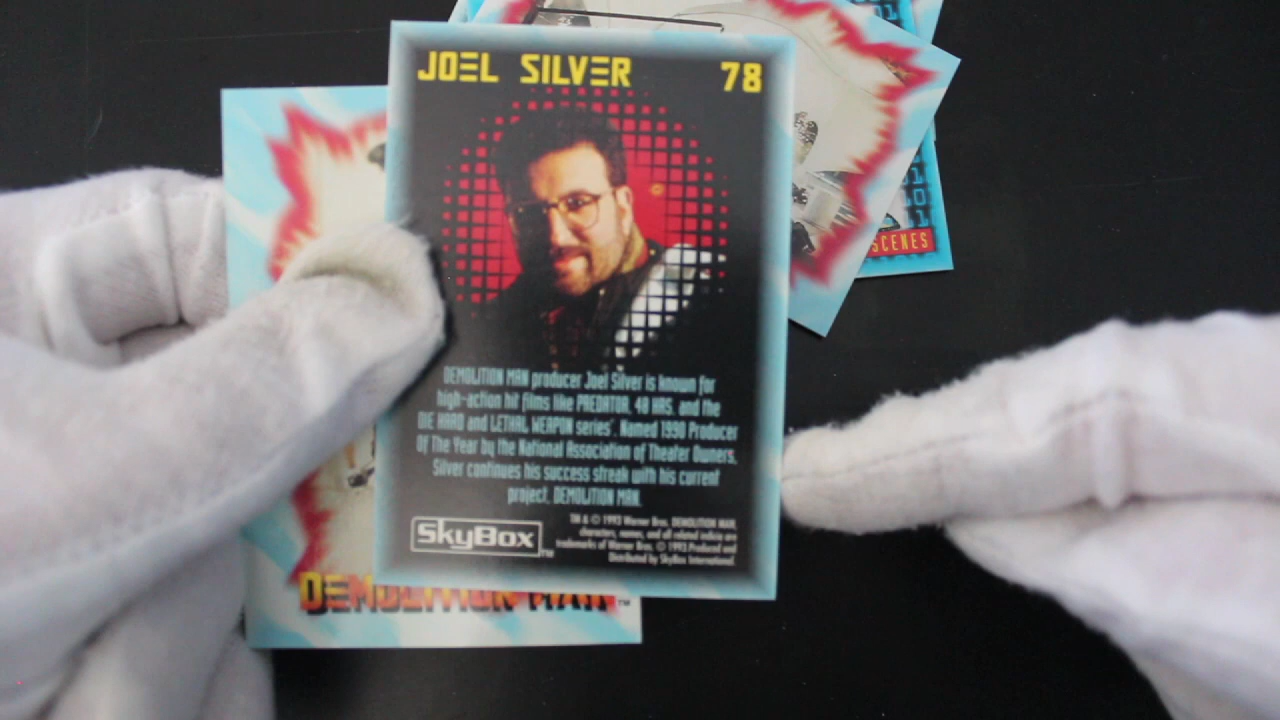 JOEL SILVER 78
DEMOLITION MAN producer Joel Silver is known for
high-action hit films like PREDATOR, 48 HRS. and the
DIE HARD and LETHAL WEAPON series'. Named 1990 Producer
Of The Year by the National Association of Theater Owners,
Silver continues his success streak with his current
project, DEMOLITION MAN.
SkyBox™
TM & © 1993 Warner Bros. DEMOLITION MAN,
characters, names, and all related indicia are
trademarks of Warner Bros. © 1993 Produced and
Distributed by SkyBox International.
DEMOLITION MAN™
SCENES